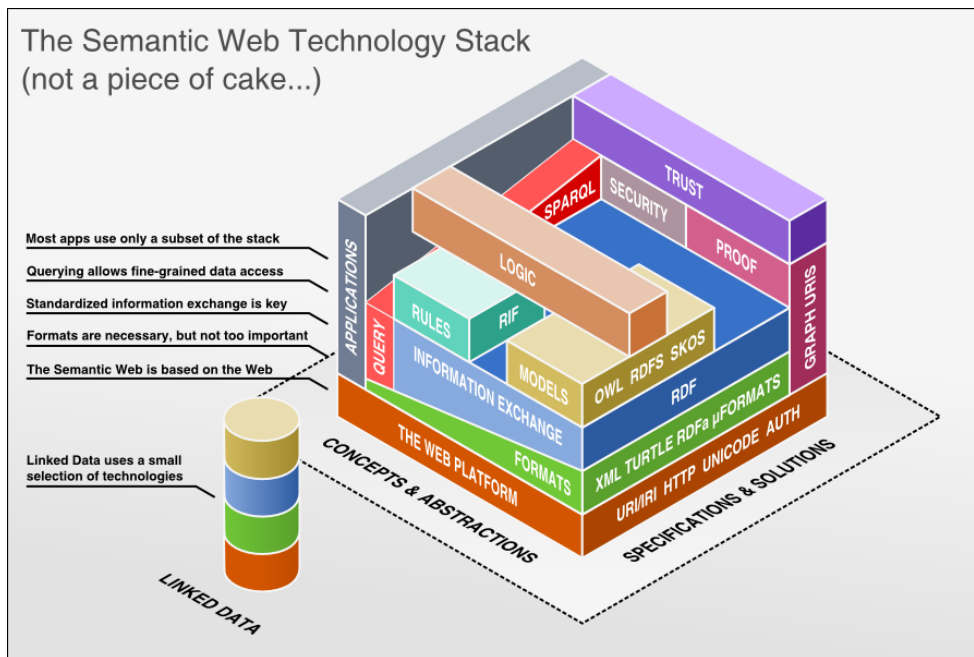 The Semantic Web Technology Stack
(not a piece of cake...)
Most apps use only a subset of the stack
Querying allows fine-grained data access
Standardized information exchange is key
Formats are necessary, but not too important
The Semantic Web is based on the Web
Linked Data uses a small
selection of technologies
LINKED DATA
APPLICATIONS
TRUST
SPARQL
SECURITY
PROOF
LOGIC
RULES
RIF
QUERY
MODELS
OWL RDFS SKOS
GRAPH URIS
INFORMATION EXCHANGE
RDF
FORMATS
XML TURTLE RDFa µFORMATS
THE WEB PLATFORM
URI/IRI HTTP UNICODE AUTH
CONCEPTS & ABSTRACTIONS
SPECIFICATIONS & SOLUTIONS